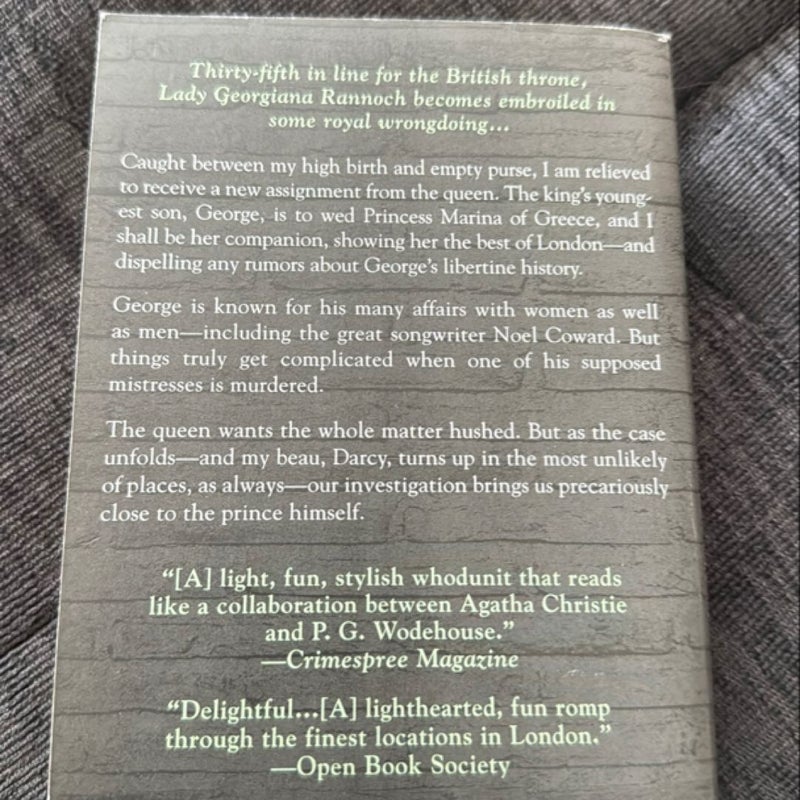 Thirty-fifth in line for the British throne,
Lady Georgiana Rannoch becomes embroiled in
some royal wrongdoing...
Caught between my high birth and empty purse, I am relieved
to receive a new assignment from the queen. The king's young-
est son, George, is to wed Princess Marina of Greece, and I
shall be her companion, showing her the best of London—and
dispelling any rumors about George's libertine history.
George is known for his many affairs with women as well
as men—including the great songwriter Noel Coward. But
things truly get complicated when one of his supposed
mistresses is murdered.
The queen wants the whole matter hushed. But as the case
unfolds—and my beau, Darcy, turns up in the most unlikely
of places, as always—our investigation brings us precariously
close to the prince himself.
“[A] light, fun, stylish whodunit that reads
like a collaboration between Agatha Christie
and P. G. Wodehouse.”
—Crimespree Magazine
“Delightful...[A] lighthearted, fun romp
through the finest locations in London.”
—Open Book Society